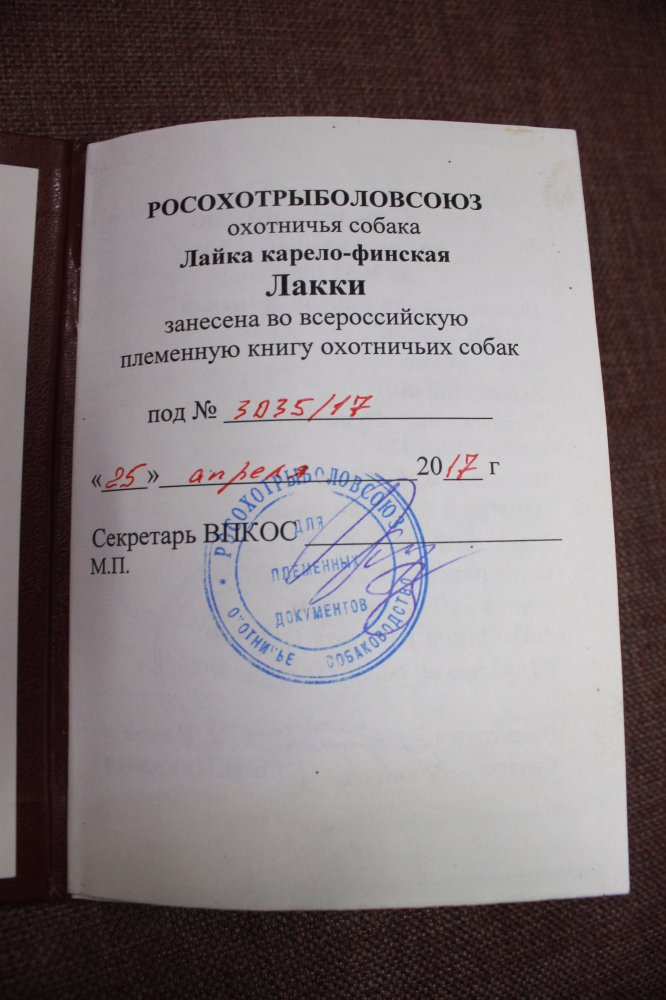 РОСОХОТРЫБОЛОВСОЮЗ
охотничья собака
Лайка карело-финская
Лакки
занесена во всероссийскую
племенную книгу охотничьих собак
под № 3035/17
«25» апреля 2017 г
Секретарь ВПКОС
М.П.
РОСОХОТРЫБОЛОВСОЮЗ
ДЛЯ
ПЛЕМЕННЫХ
ДОКУМЕНТОВ
ОХОТНИЧЬЕ СОБАКОВОДСТВО